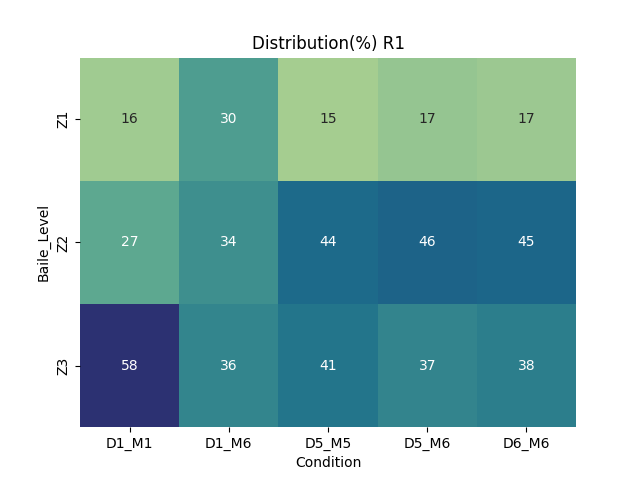 Distribution(%) R1
Baile_Level
Z1 16 30 15 17 17
Z2 27 34 44 46 45
Z3 58 36 41 37 38
D1_M1 D1_M6 D5_M5 D5_M6 D6_M6
Condition